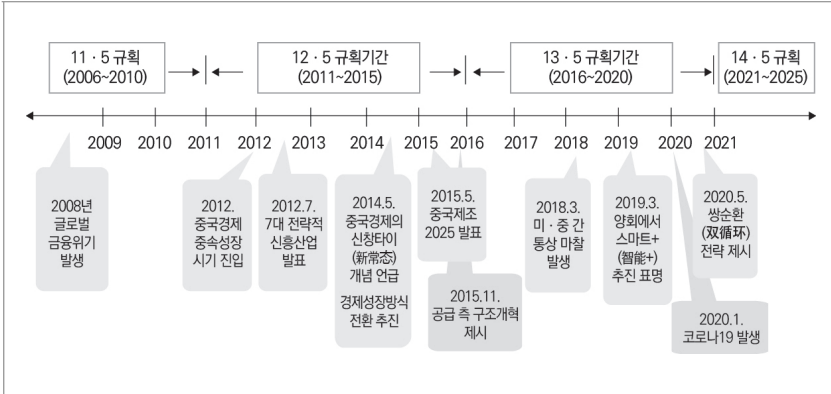 11 · 5 규획
(2006~2010)
12 · 5 규획기간
(2011~2015)
13 · 5 규획기간
(2016~2020)
14 · 5 규획
(2021~2025)
2009 2010 2011 2012 2013 2014 2015 2016 2017 2018 2019 2020 2021
2008년
글로벌
금융위기
발생
2012.
중국경제
중속성장
시기 진입
2012.7.
7대 전략적
신흥산업
발표
2014.5.
중국경제의
신창타이
(新常态)
개념 언급
경제성장방식
전환 추진
2015.5.
중국제조
2025 발표
2015.11.
공급 측 구조개혁
제시
2018.3.
미 · 중 간
통상 마찰
발생
2019.3.
양회에서
스마트+
(智能+)
추진 표명
2020.5.
쌍순환
(双循环)
전략 제시
2020.1.
코로나19 발생